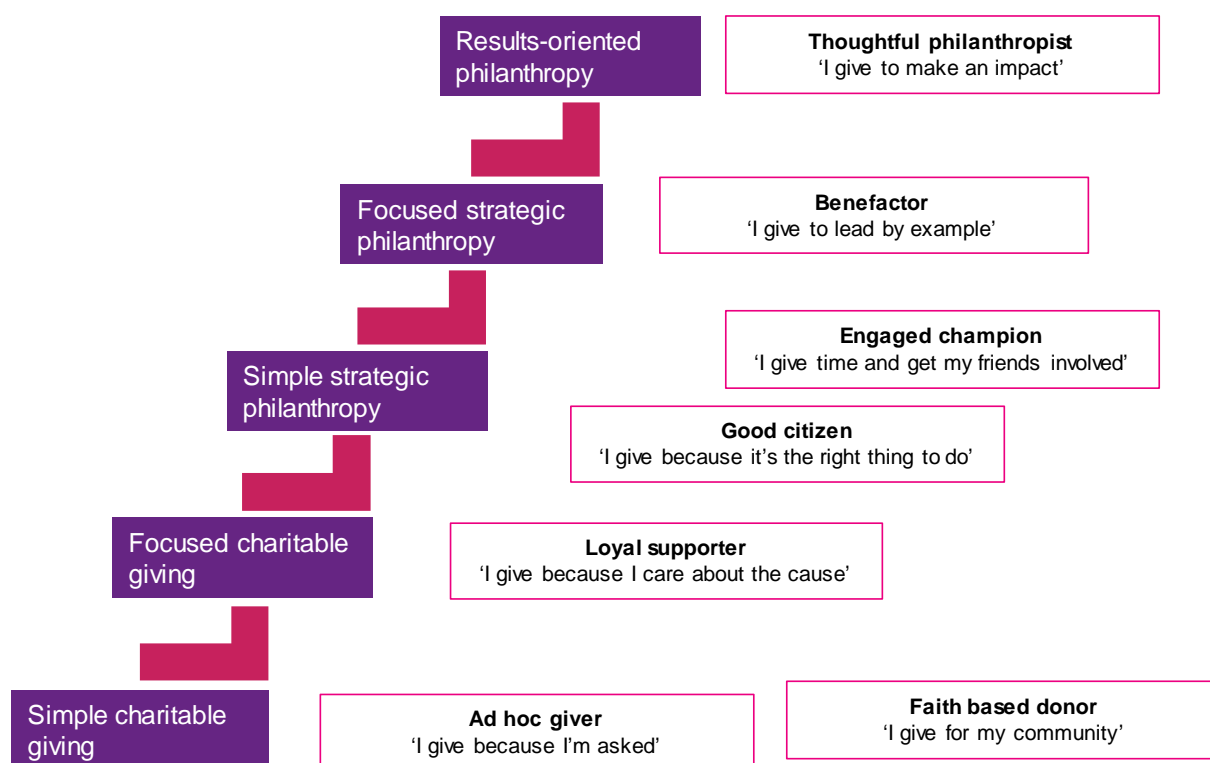 Results-oriented
philanthropy
Thoughtful philanthropist
‘I give to make an impact’
Focused strategic
philanthropy
Benefactor
‘I give to lead by example’
Simple strategic
philanthropy
Engaged champion
‘I give time and get my friends involved’
Good citizen
‘I give because it’s the right thing to do’
Focused charitable
giving
Loyal supporter
‘I give because I care about the cause’
Simple charitable
giving
Ad hoc giver
‘I give because I’m asked’
Faith based donor
‘I give for my community’